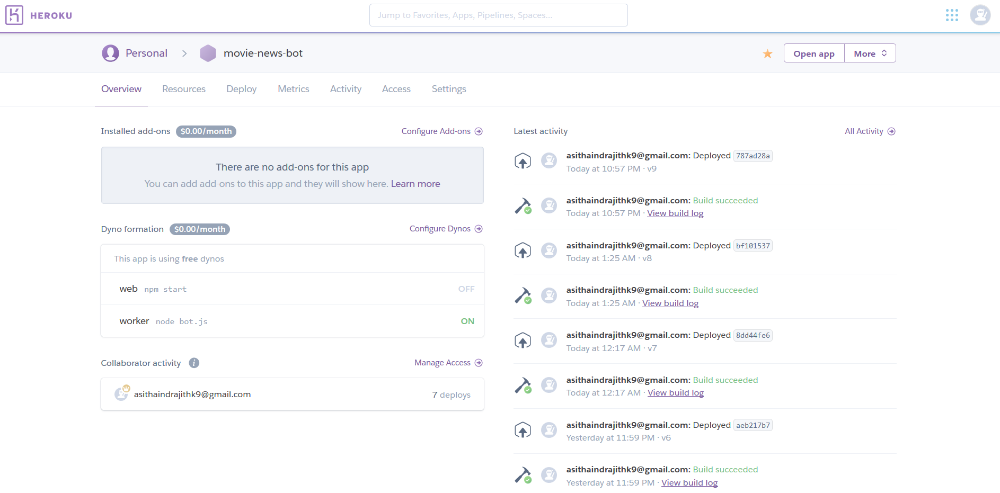 HEROKU
Jump to Favorites, Apps, Pipelines, Spaces...
Personal
movie-news-bot
Open app
More
Overview
Resources
Deploy
Metrics
Activity
Access
Settings
Installed add-ons $0.00/month
Configure Add-ons
There are no add-ons for this app
You can add add-ons to this app and they will show here. Learn more
Dyno formation $0.00/month
Configure Dynos
This app is using free dynos
web npm start
OFF
worker node bot.js
ON
Collaborator activity i
Manage Access
asithaindrajithk9@gmail.com
7 deploys
Latest activity
All Activity
asithaindrajithk9@gmail.com: Deployed 787ad28a
Today at 10:57 PM · v9
asithaindrajithk9@gmail.com: Build succeeded
Today at 10:57 PM · View build log
asithaindrajithk9@gmail.com: Deployed bf101537
Today at 1:25 AM · v8
asithaindrajithk9@gmail.com: Build succeeded
Today at 1:25 AM · View build log
asithaindrajithk9@gmail.com: Deployed 8dd44fe6
Today at 12:17 AM · v7
asithaindrajithk9@gmail.com: Build succeeded
Today at 12:17 AM · View build log
asithaindrajithk9@gmail.com: Deployed aeb217b7
Yesterday at 11:59 PM · v6
asithaindrajithk9@gmail.com: Build succeeded
Yesterday at 11:59 PM · View build log